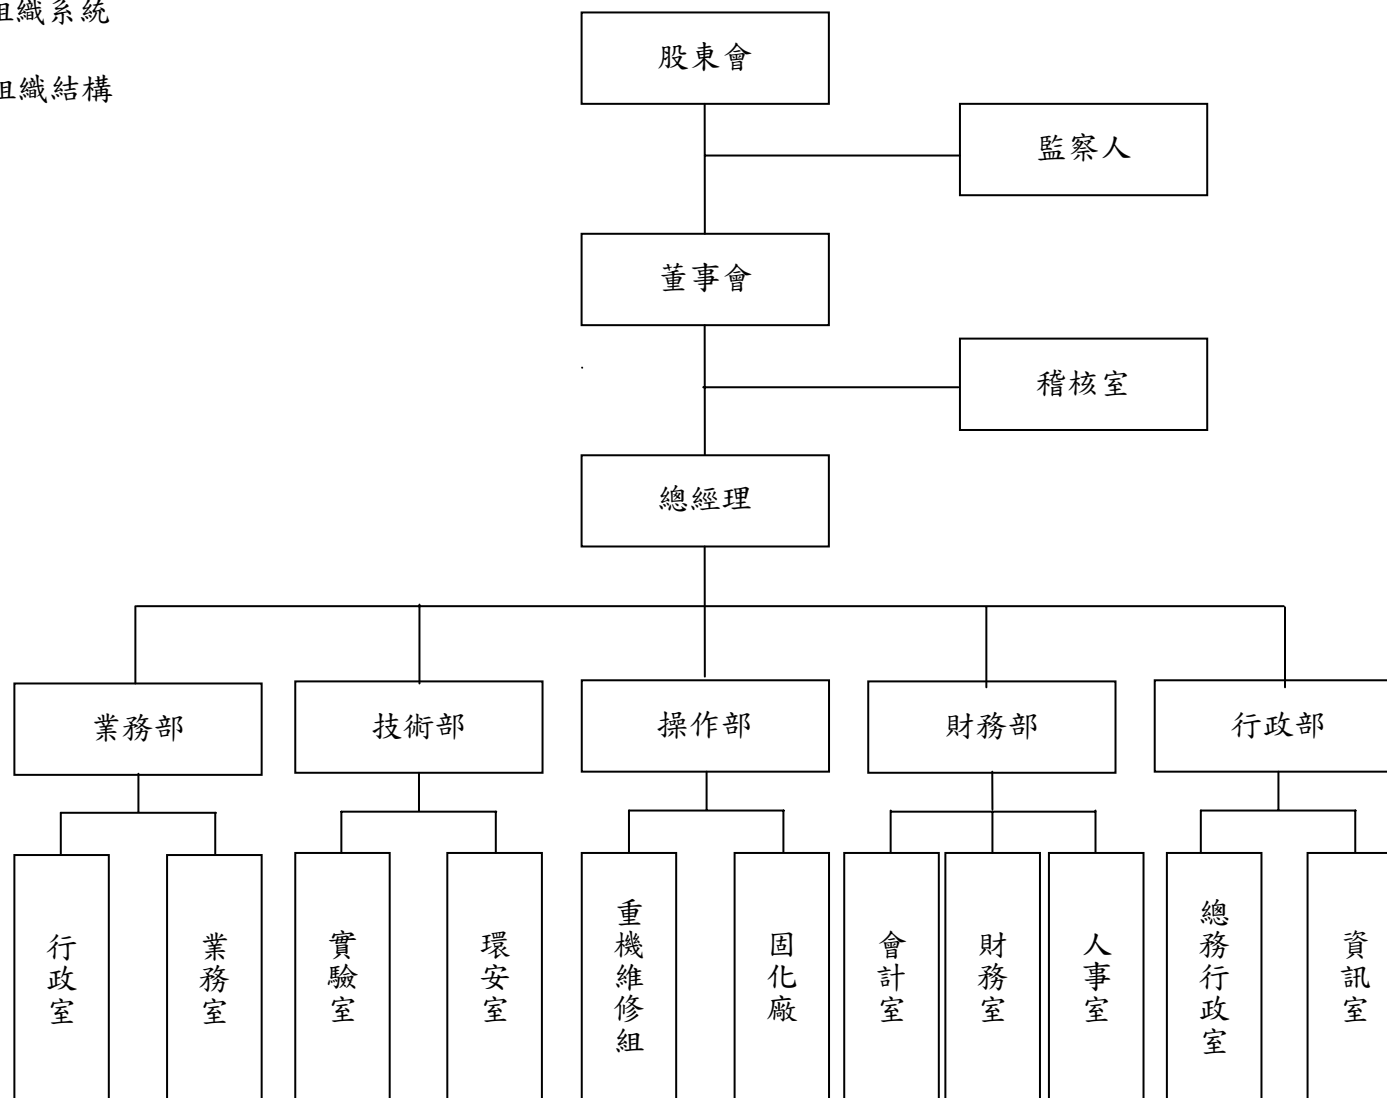 組織系統
股東會
組織結構
監察人
董事會
稽核室
總經理
業務部
技術部
操作部
財務部
行政部
行政室
業務室
實驗室
環安室
重機維修組
固化廠
會計室
財務室
人事室
總務行政室
資訊室